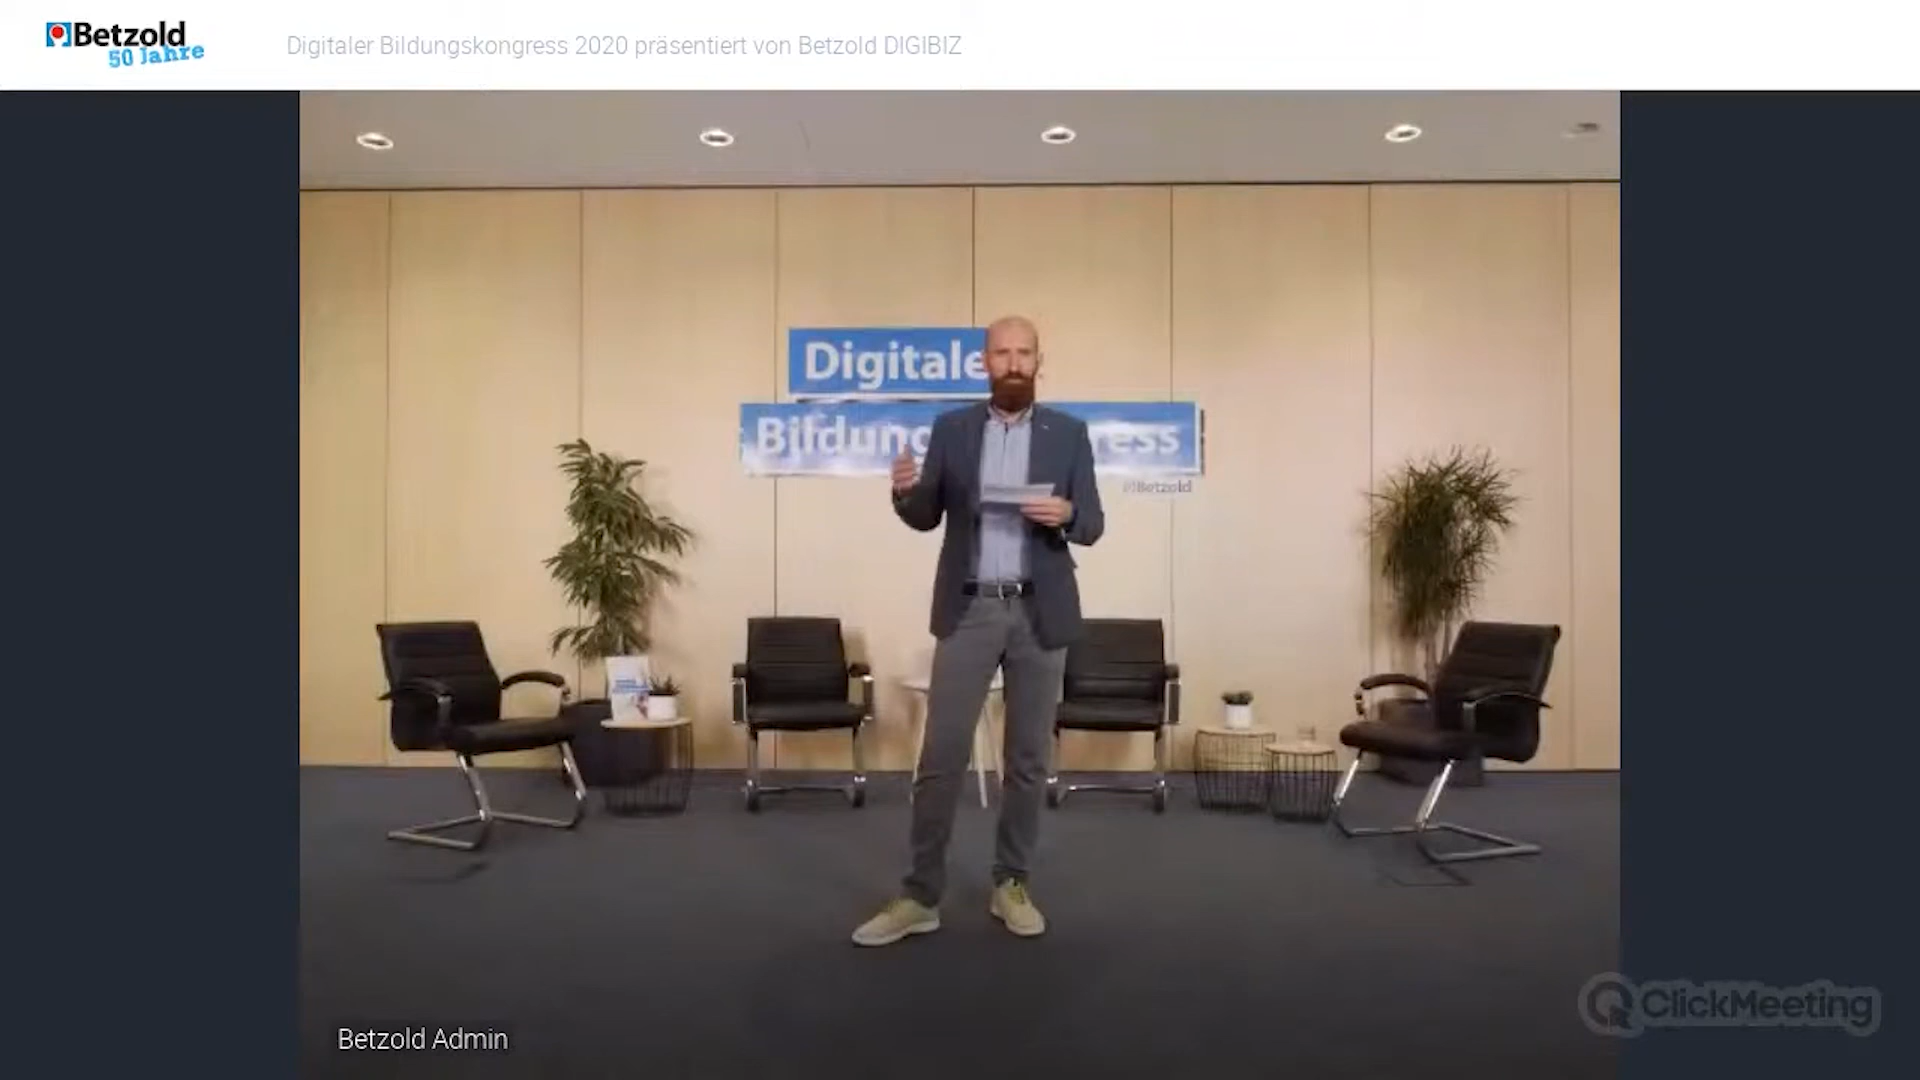 Betzold
50 Jahre
Digitaler Bildungskongress 2020 präsentiert von Betzold DIGIBIZ
Digitale
Bildung ress
Betzold
ClickMeeting
Betzold Admin